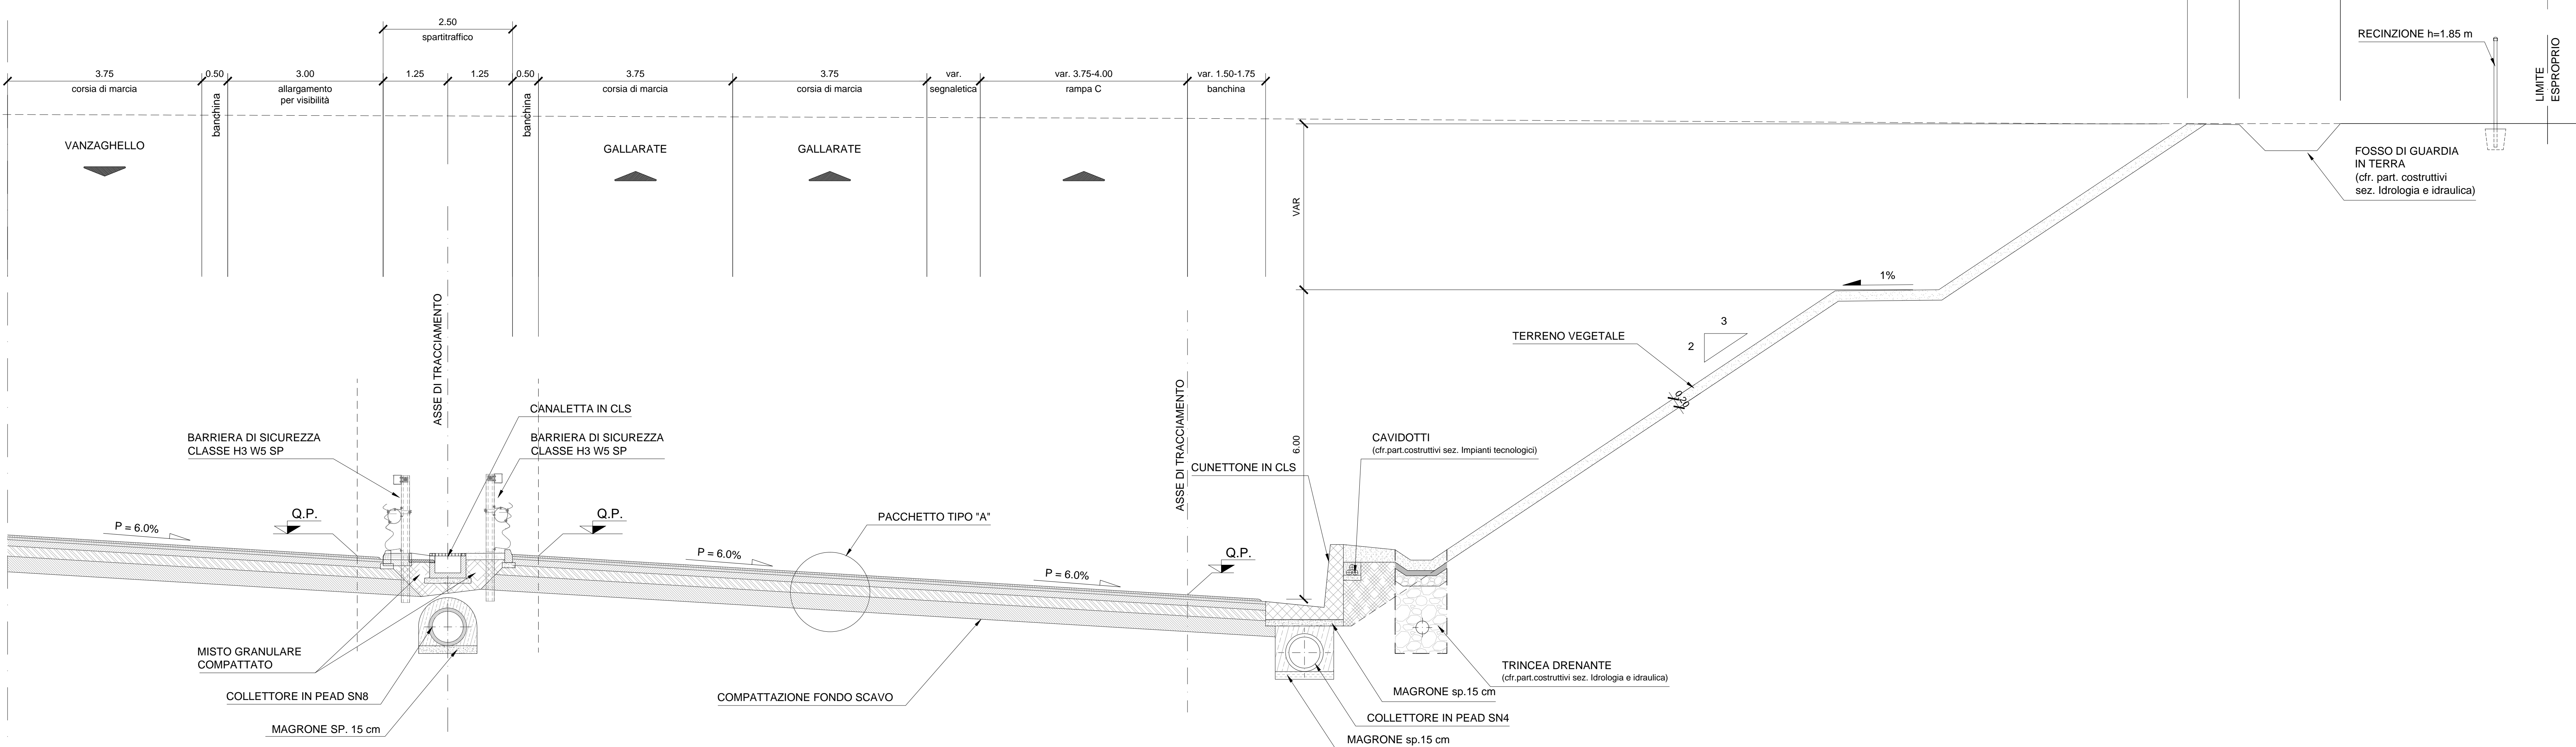 2.50
spartitraffico
RECINZIONE h=1.85 m
LIMITE
ESPROPRIO
3.75
corsia di marcia
0.50
banchina
3.00
allargamento
per visibilità
1.25
1.25
0.50
banchina
3.75
corsia di marcia
3.75
corsia di marcia
var.
segnaletica
var. 3.75-4.00
rampa C
var. 1.50-1.75
banchina
VANZAGHELLO
GALLARATE
GALLARATE
FOSSO DI GUARDIA
IN TERRA
(cfr. part. costruttivi
sez. Idrologia e idraulica)
VAR
1%
ASSE DI TRACCIAMENTO
3
2
TERRENO VEGETALE
0.20
ASSE DI TRACCIAMENTO
6.00
CANALETTA IN CLS
BARRIERA DI SICUREZZA
CLASSE H3 W5 SP
BARRIERA DI SICUREZZA
CLASSE H3 W5 SP
CAVIDOTTI
(cfr.part.costruttivi sez. Impianti tecnologici)
CUNETTONE IN CLS
P = 6.0%
Q.P.
Q.P.
PACCHETTO TIPO "A"
P = 6.0%
P = 6.0%
Q.P.
MISTO GRANULARE
COMPATTATO
COLLETTORE IN PEAD SN8
MAGRONE SP. 15 cm
COMPATTAZIONE FONDO SCAVO
TRINCEA DRENANTE
(cfr.part.costruttivi sez. Idrologia e idraulica)
MAGRONE sp.15 cm
COLLETTORE IN PEAD SN4
MAGRONE sp.15 cm